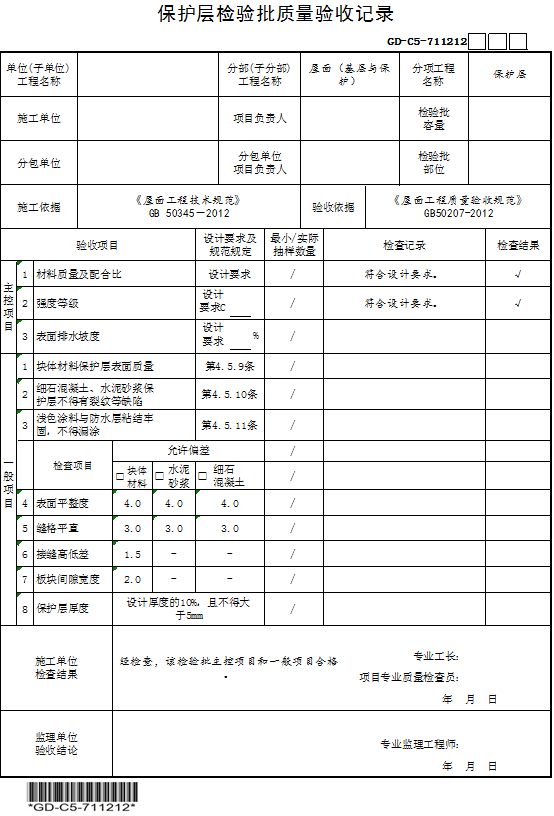 保护层检验批质量验收记录
GD-C5-711212□□□
单位(子单位)
工程名称
分部(子分部)
工程名称
屋面（基层与保
护）
分项工程
名称
保护层
施工单位
项目负责人
检验批
容量
分包单位
分包单位
项目负责人
检验批
部位
施工依据
《屋面工程技术规范》
GB 50345－2012
验收依据
《屋面工程质量验收规范》
GB50207-2012
验收项目
设计要求及
规范规定
最小/实际
抽样数量
检查记录
检查结果
主控项目
1 材料质量及配合比 设计要求 / 符合设计要求。 √
2 强度等级 设计
要求C / 符合设计要求。 √
3 表面排水坡度 设计
要求 % /
一般项目
1 块体材料保护层表面质量 第4.5.9条 /
2 细石混凝土、水泥砂浆保
护层不得有裂纹等缺陷 第4.5.10条 /
3 浅色涂料与防水层粘结牢
固，不得漏涂 第4.5.11条 /
检查项目
允许偏差 /
□ 块体
材料
□ 水泥
砂浆
□ 细石
混凝土
/
4 表面平整度 4.0 4.0 4.0 /
5 缝格平直 3.0 3.0 3.0 /
6 接缝高低差 1.5 - - /
7 板块间隙宽度 2.0 - - /
8 保护层厚度 设计厚度的10%，且不得大
于5mm /
施工单位
检查结果
经检查，该检验批主控项目和一般项目合格
。
专业工长：
项目专业质量检查员：
年 月 日
监理单位
验收结论
专业监理工程师：
年 月 日
*GD-C5-711212*